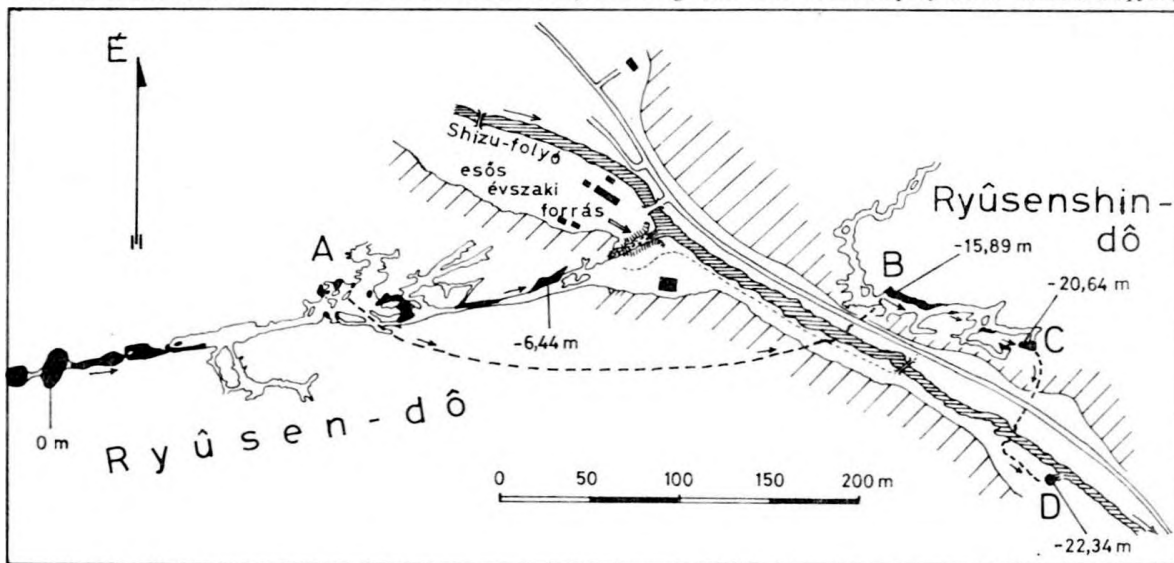 É
Shizu-folyó
esős
évszaki
forrás
A
Ryûsenshin-
dô
B
-15,89 m
-20,64 m
C
-6,44 m
0 m
Ryûsen-dô
0 50 100 150 200 m
D
-22,34 m